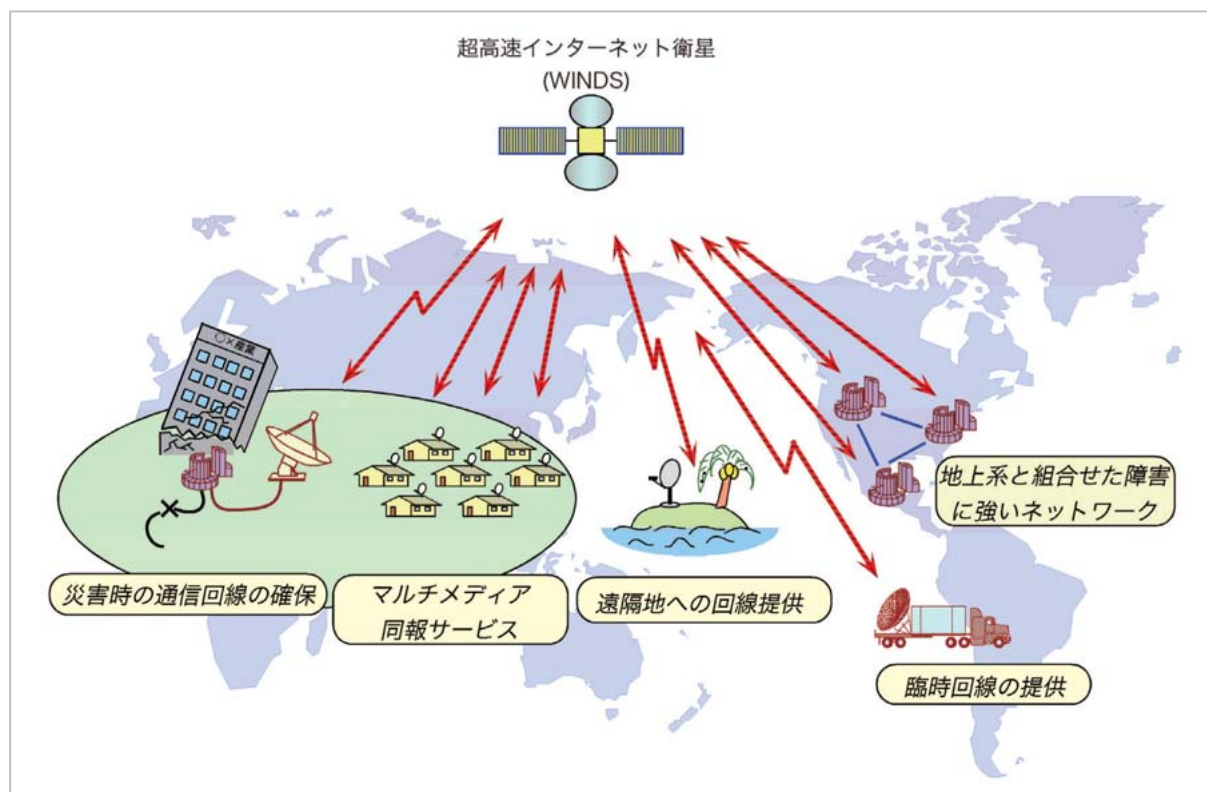 超高速インターネット衛星
(WINDS)
○×産業
地上系と組合せた障害
に強いネットワーク
災害時の通信回線の確保
マルチメディア
同報サービス
遠隔地への回線提供
臨時回線の提供